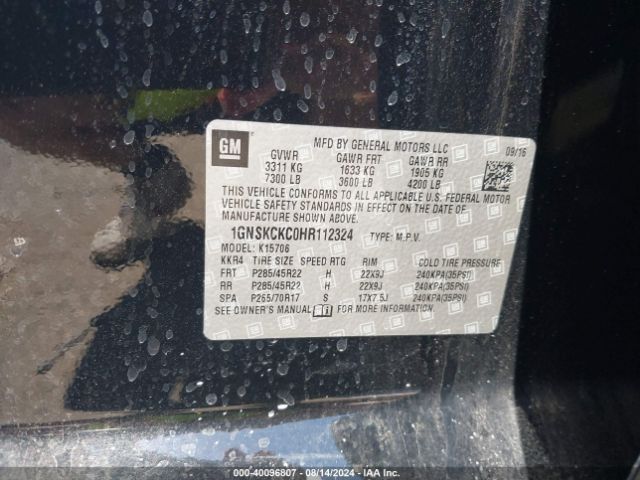 GM
MFD BY GENERAL MOTORS LLC
09/16
GVWR GAWR FRT GAWR RR
3311 KG 1633 KG 1905 KG
7300 LB 3600 LB 4200 LB
THIS VEHICLE CONFORMS TO ALL APPLICABLE U.S. FEDERAL MOTOR
VEHICLE SAFETY STANDARDS IN EFFECT ON THE DATE OF
MANUFACTURE SHOWN ABOVE.
1GNSKCKC0HR112324 TYPE: M.P.V.
MODEL: K15706
KKR4 TIRE SIZE SPEED RTG RIM COLD TIRE PRESSURE
FRT P285/45R22 H 22X9J 240KPA(35PSI)
RR P285/45R22 H 22X9J 240KPA(35PSI)
SPA P265/70R17 S 17X7.5J 240KPA(35PSI)
SEE OWNER'S MANUAL FOR MORE INFORMATION.
000-40096807 - 08/14/2024 - IAA Corp.